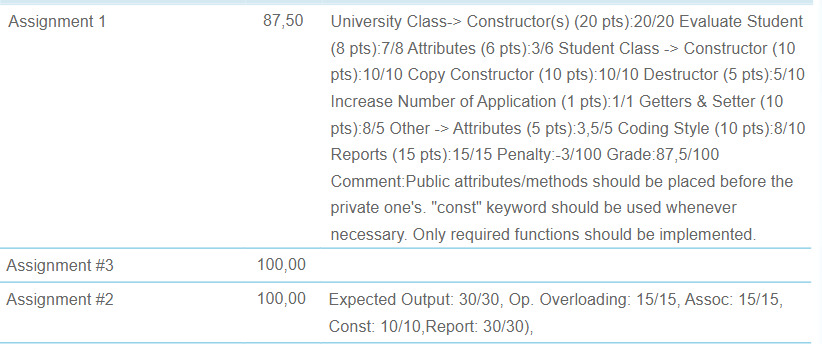 Assignment 1 87,50 University Class-> Constructor(s) (20 pts):20/20 Evaluate Student
(8 pts):7/8 Attributes (6 pts):3/6 Student Class -> Constructor (10
pts):10/10 Copy Constructor (10 pts):10/10 Destructor (5 pts):5/10
Increase Number of Application (1 pts):1/1 Getters & Setter (10
pts):8/5 Other -> Attributes (5 pts):3,5/5 Coding Style (10 pts):8/10
Reports (15 pts):15/15 Penalty:-3/100 Grade:87,5/100
Comment:Public attributes/methods should be placed before the
private one's. "const" keyword should be used whenever
necessary. Only required functions should be implemented.
Assignment #3 100,00
Assignment #2 100,00 Expected Output: 30/30, Op. Overloading: 15/15, Assoc: 15/15,
Const: 10/10,Report: 30/30),